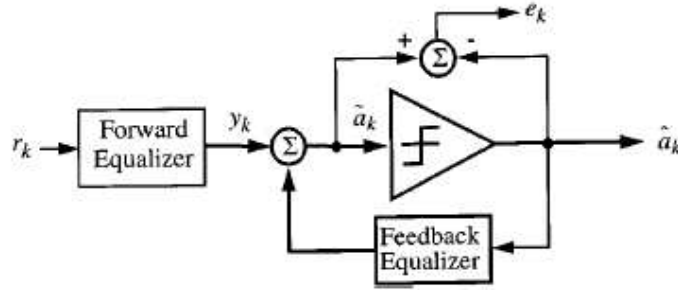 e_k
+ Σ -
r_k Forward Equalizer y_k Σ ã_k â_k
Feedback Equalizer